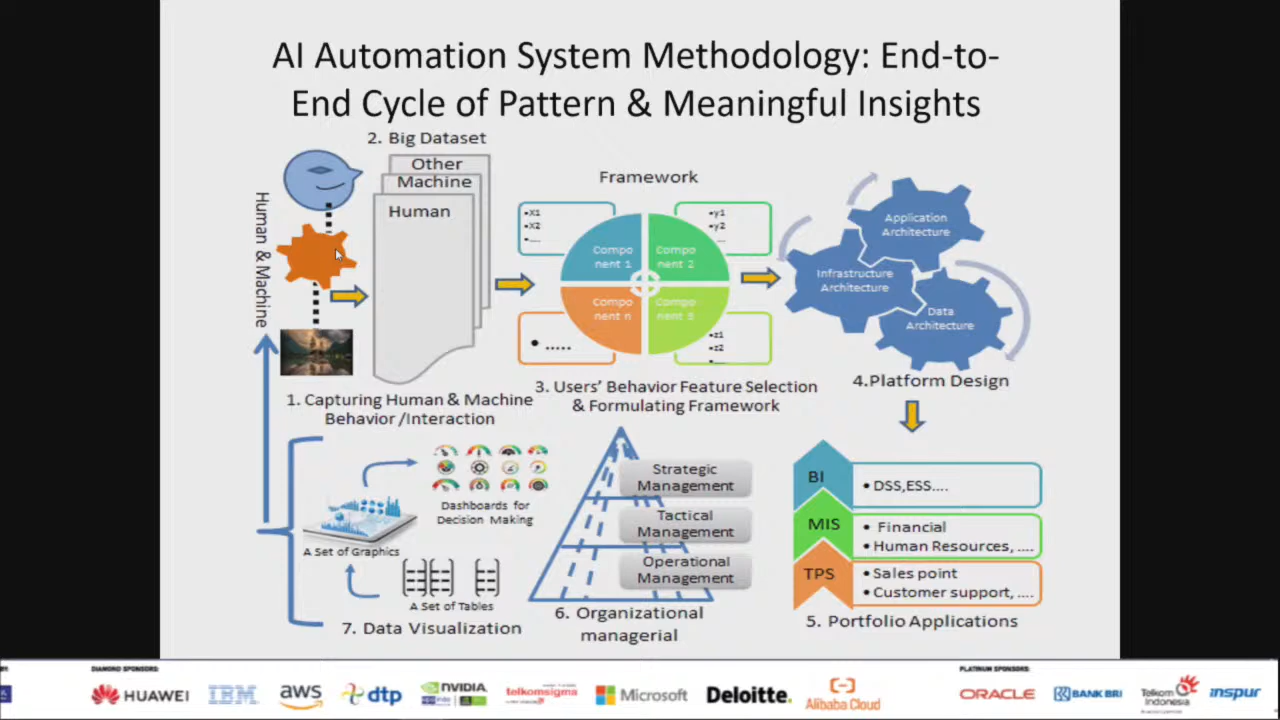 AI Automation System Methodology: End-to-
End Cycle of Pattern & Meaningful Insights
2. Big Dataset
Other
Machine
Human
Human & Machine
1. Capturing Human & Machine
Behavior /Interaction
Framework
•X1
•X2
•....
•y1
•y2
...
Compo
nent 1
Compo
nent 2
Compo
nent n
Compo
nent 3
• .....
•z1
•z2
•....
3. Users' Behavior Feature Selection
& Formulating Framework
Application
Architecture
Infrastructure
Architecture
Data
Architecture
4.Platform Design
BI
• DSS,ESS....
MIS
• Financial
• Human Resources, ....
TPS
• Sales point
• Customer support, ....
5. Portfolio Applications
Strategic
Management
Tactical
Management
Operational
Management
6. Organizational
managerial
Dashboards for
Decision Making
A Set of Graphics
A Set of Tables
7. Data Visualization
DIAMOND SPONSORS:
HUAWEI
IBM
aws
dtp
NVIDIA.
telkomsigma
Microsoft
Deloitte.
Alibaba Cloud
PLATINUM SPONSORS:
ORACLE
BANK BRI
Telkom
Indonesia
inspur